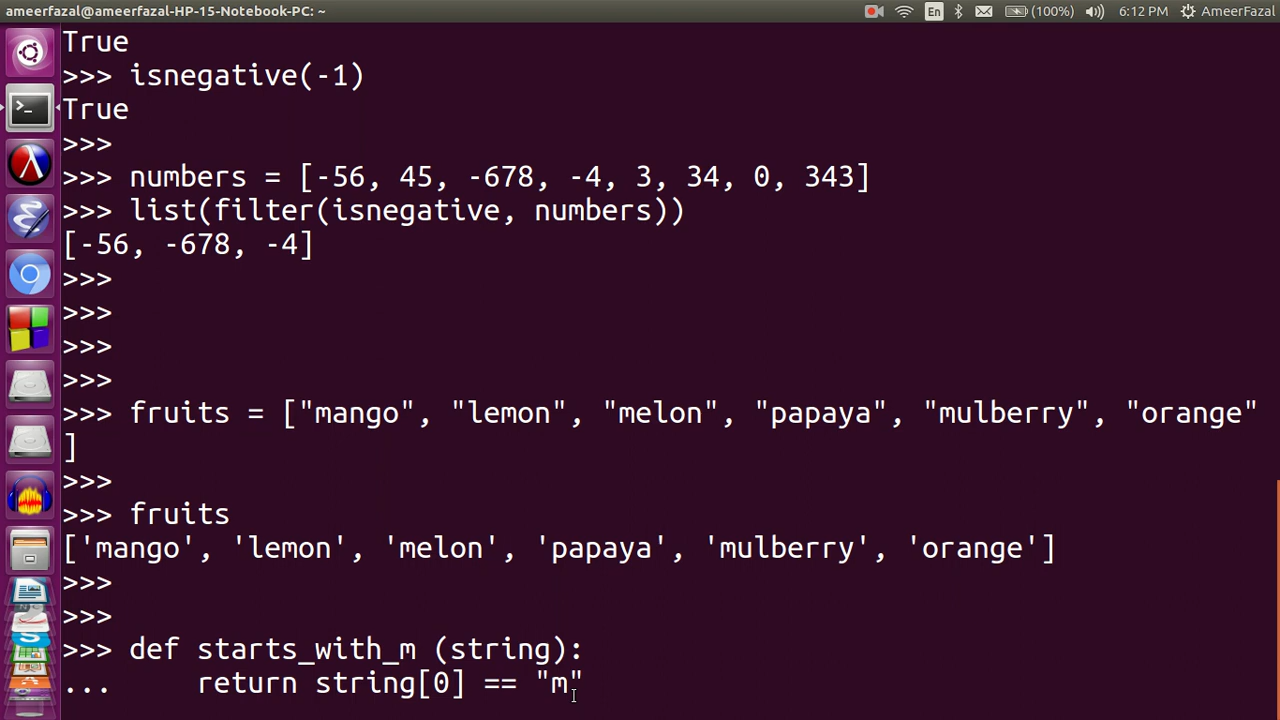 ameerfazal@ameerfazal-HP-15-Notebook-PC: ~ En (100%) 6:12 PM AmeerFazal
True
>>> isnegative(-1)
True
>>>
>>> numbers = [-56, 45, -678, -4, 3, 34, 0, 343]
>>> list(filter(isnegative, numbers))
[-56, -678, -4]
>>>
>>>
>>>
>>>
>>> fruits = ["mango", "lemon", "melon", "papaya", "mulberry", "orange"
]
>>>
>>> fruits
['mango', 'lemon', 'melon', 'papaya', 'mulberry', 'orange']
>>>
>>>
>>> def starts_with_m (string):
...     return string[0] == "m"